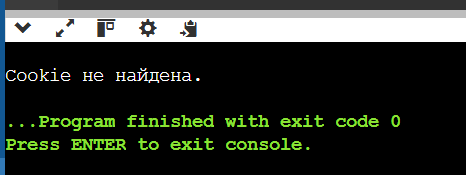 Cookie не найдена.
...Program finished with exit code 0
Press ENTER to exit console.